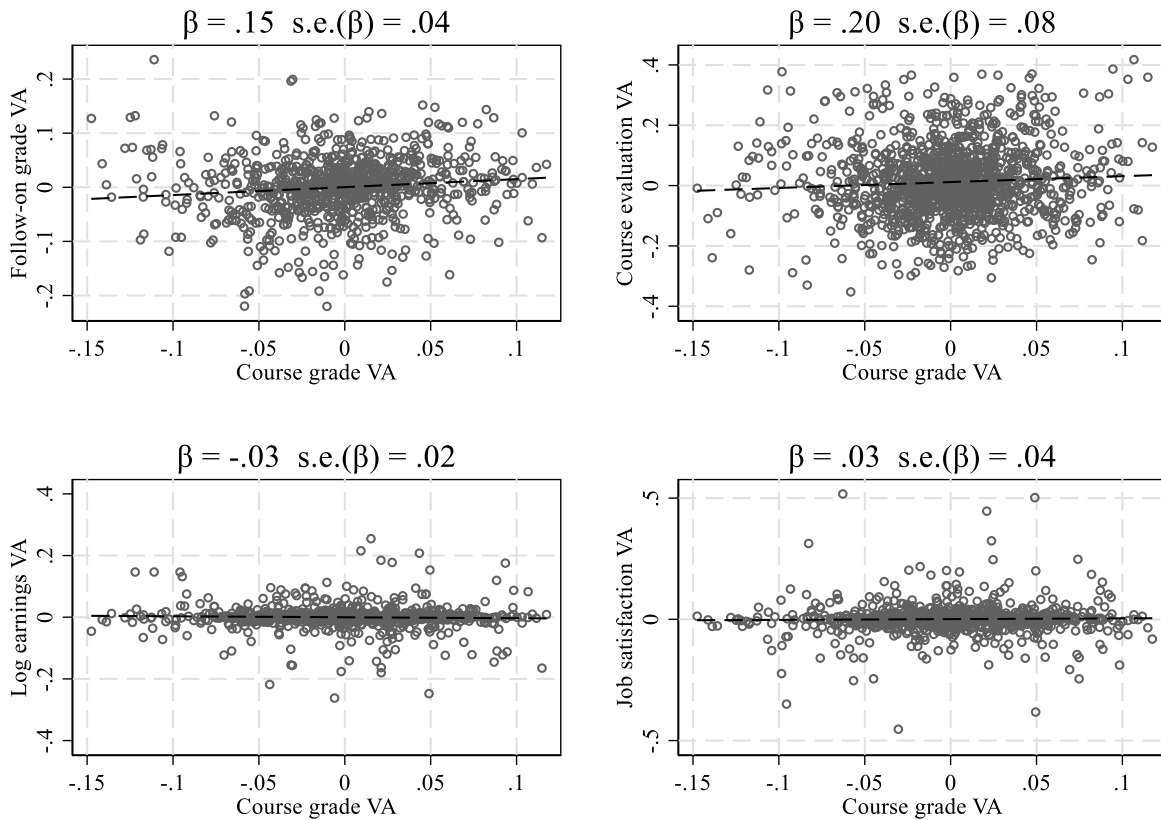 β = .15 s.e.(β) = .04
Follow-on grade VA
.2
.1
0
-.1
-.2
-.15 -.1 -.05 0 .05 .1
Course grade VA
β = .20 s.e.(β) = .08
Course evaluation VA
.4
.2
0
-.2
-.4
-.15 -.1 -.05 0 .05 .1
Course grade VA
β = -.03 s.e.(β) = .02
Log earnings VA
.4
.2
0
-.2
-.4
-.15 -.1 -.05 0 .05 .1
Course grade VA
β = .03 s.e.(β) = .04
Job satisfaction VA
.5
0
-.5
-.15 -.1 -.05 0 .05 .1
Course grade VA